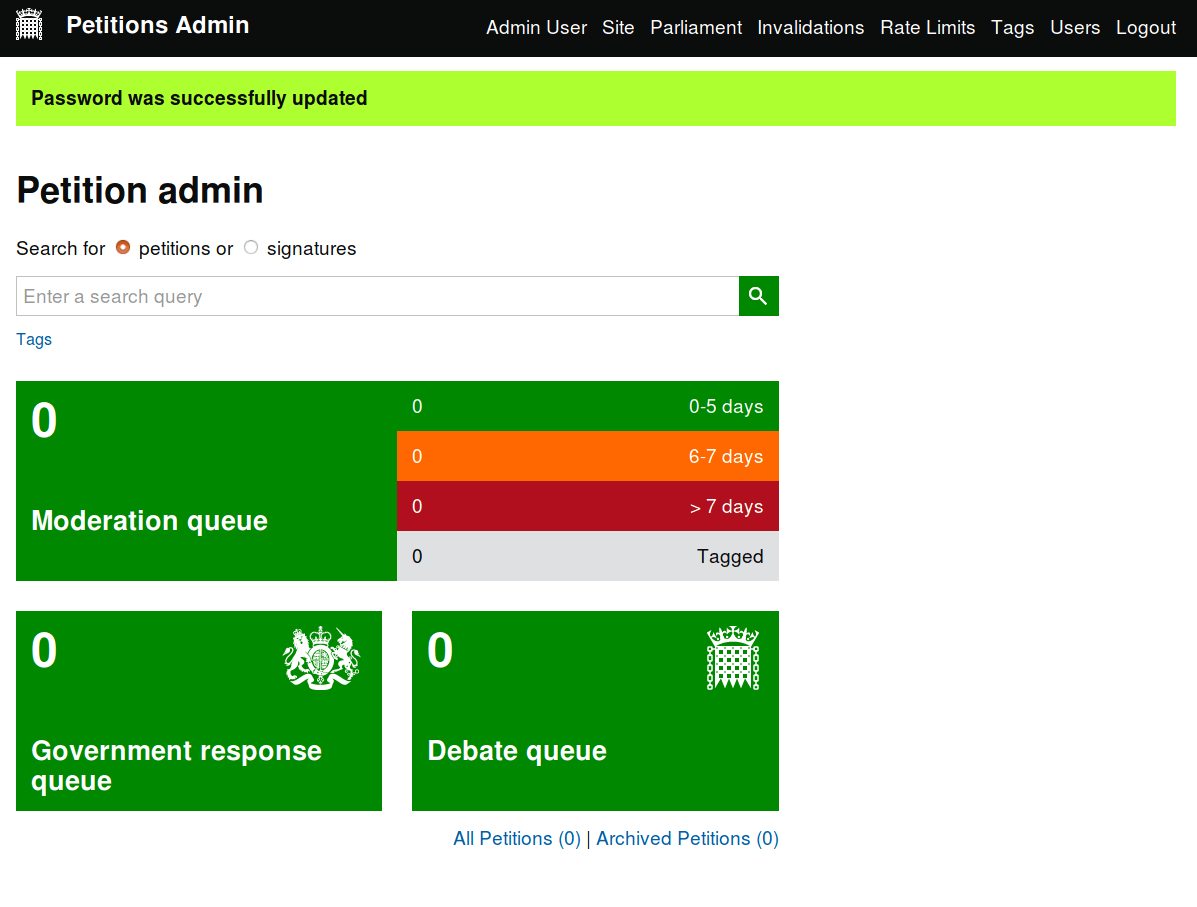 Petitions Admin
Admin User Site Parliament Invalidations Rate Limits Tags Users Logout
Password was successfully updated
Petition admin
Search for petitions or signatures
Enter a search query
Tags
0
Moderation queue
0 0-5 days
0 6-7 days
0 > 7 days
0 Tagged
0
Government response
queue
0
Debate queue
All Petitions (0) | Archived Petitions (0)